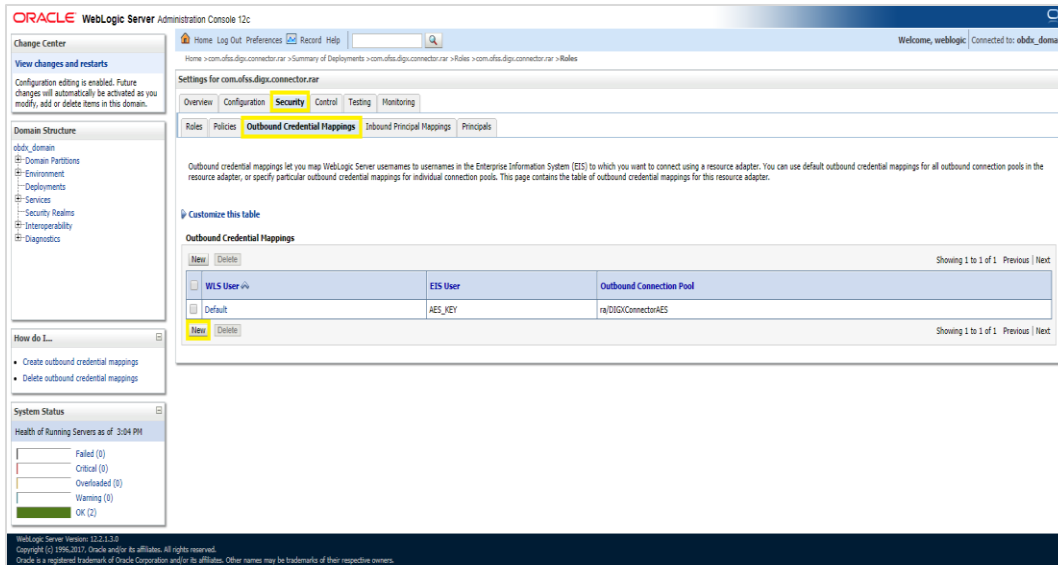 ORACLE WebLogic Server Administration Console 12c
Change Center
View changes and restarts
Configuration editing is enabled. Future
changes will automatically be activated as you
modify, add or delete items in this domain.
Domain Structure
obdx_domain
Domain Partitions
Environment
Deployments
Services
Security Realms
Interoperability
Diagnostics
How do I...
Create outbound credential mappings
Delete outbound credential mappings
System Status
Health of Running Servers as of 3:04 PM
Failed (0)
Critical (0)
Overloaded (0)
Warning (0)
OK (2)
Home Log Out Preferences Record Help
Welcome, weblogic Connected to: obdx_doma
Home >com.ofss.digx.connector.rar >Summary of Deployments >com.ofss.digx.connector.rar >Roles >com.ofss.digx.connector.rar >Roles
Settings for com.ofss.digx.connector.rar
Overview Configuration Security Control Testing Monitoring
Roles Policies Outbound Credential Mappings Inbound Principal Mappings Principals
Outbound credential mappings let you map WebLogic Server usernames to usernames in the Enterprise Information System (EIS) to which you want to connect using a resource adapter. You can use default outbound credential mappings for all outbound connection pools in the
resource adapter, or specify particular outbound credential mappings for individual connection pools. This page contains the table of outbound credential mappings for this resource adapter.
Customize this table
Outbound Credential Mappings
New Delete Showing 1 to 1 of 1 Previous | Next
WLS User EIS User Outbound Connection Pool
Default AES_KEY ra/DIGXConnectorAES
New Delete Showing 1 to 1 of 1 Previous | Next
WebLogic Server Version: 12.2.1.3.0
Copyright (c) 1996,2017, Oracle and/or its affiliates. All rights reserved.
Oracle is a registered trademark of Oracle Corporation and/or its affiliates. Other names may be trademarks of their respective owners.